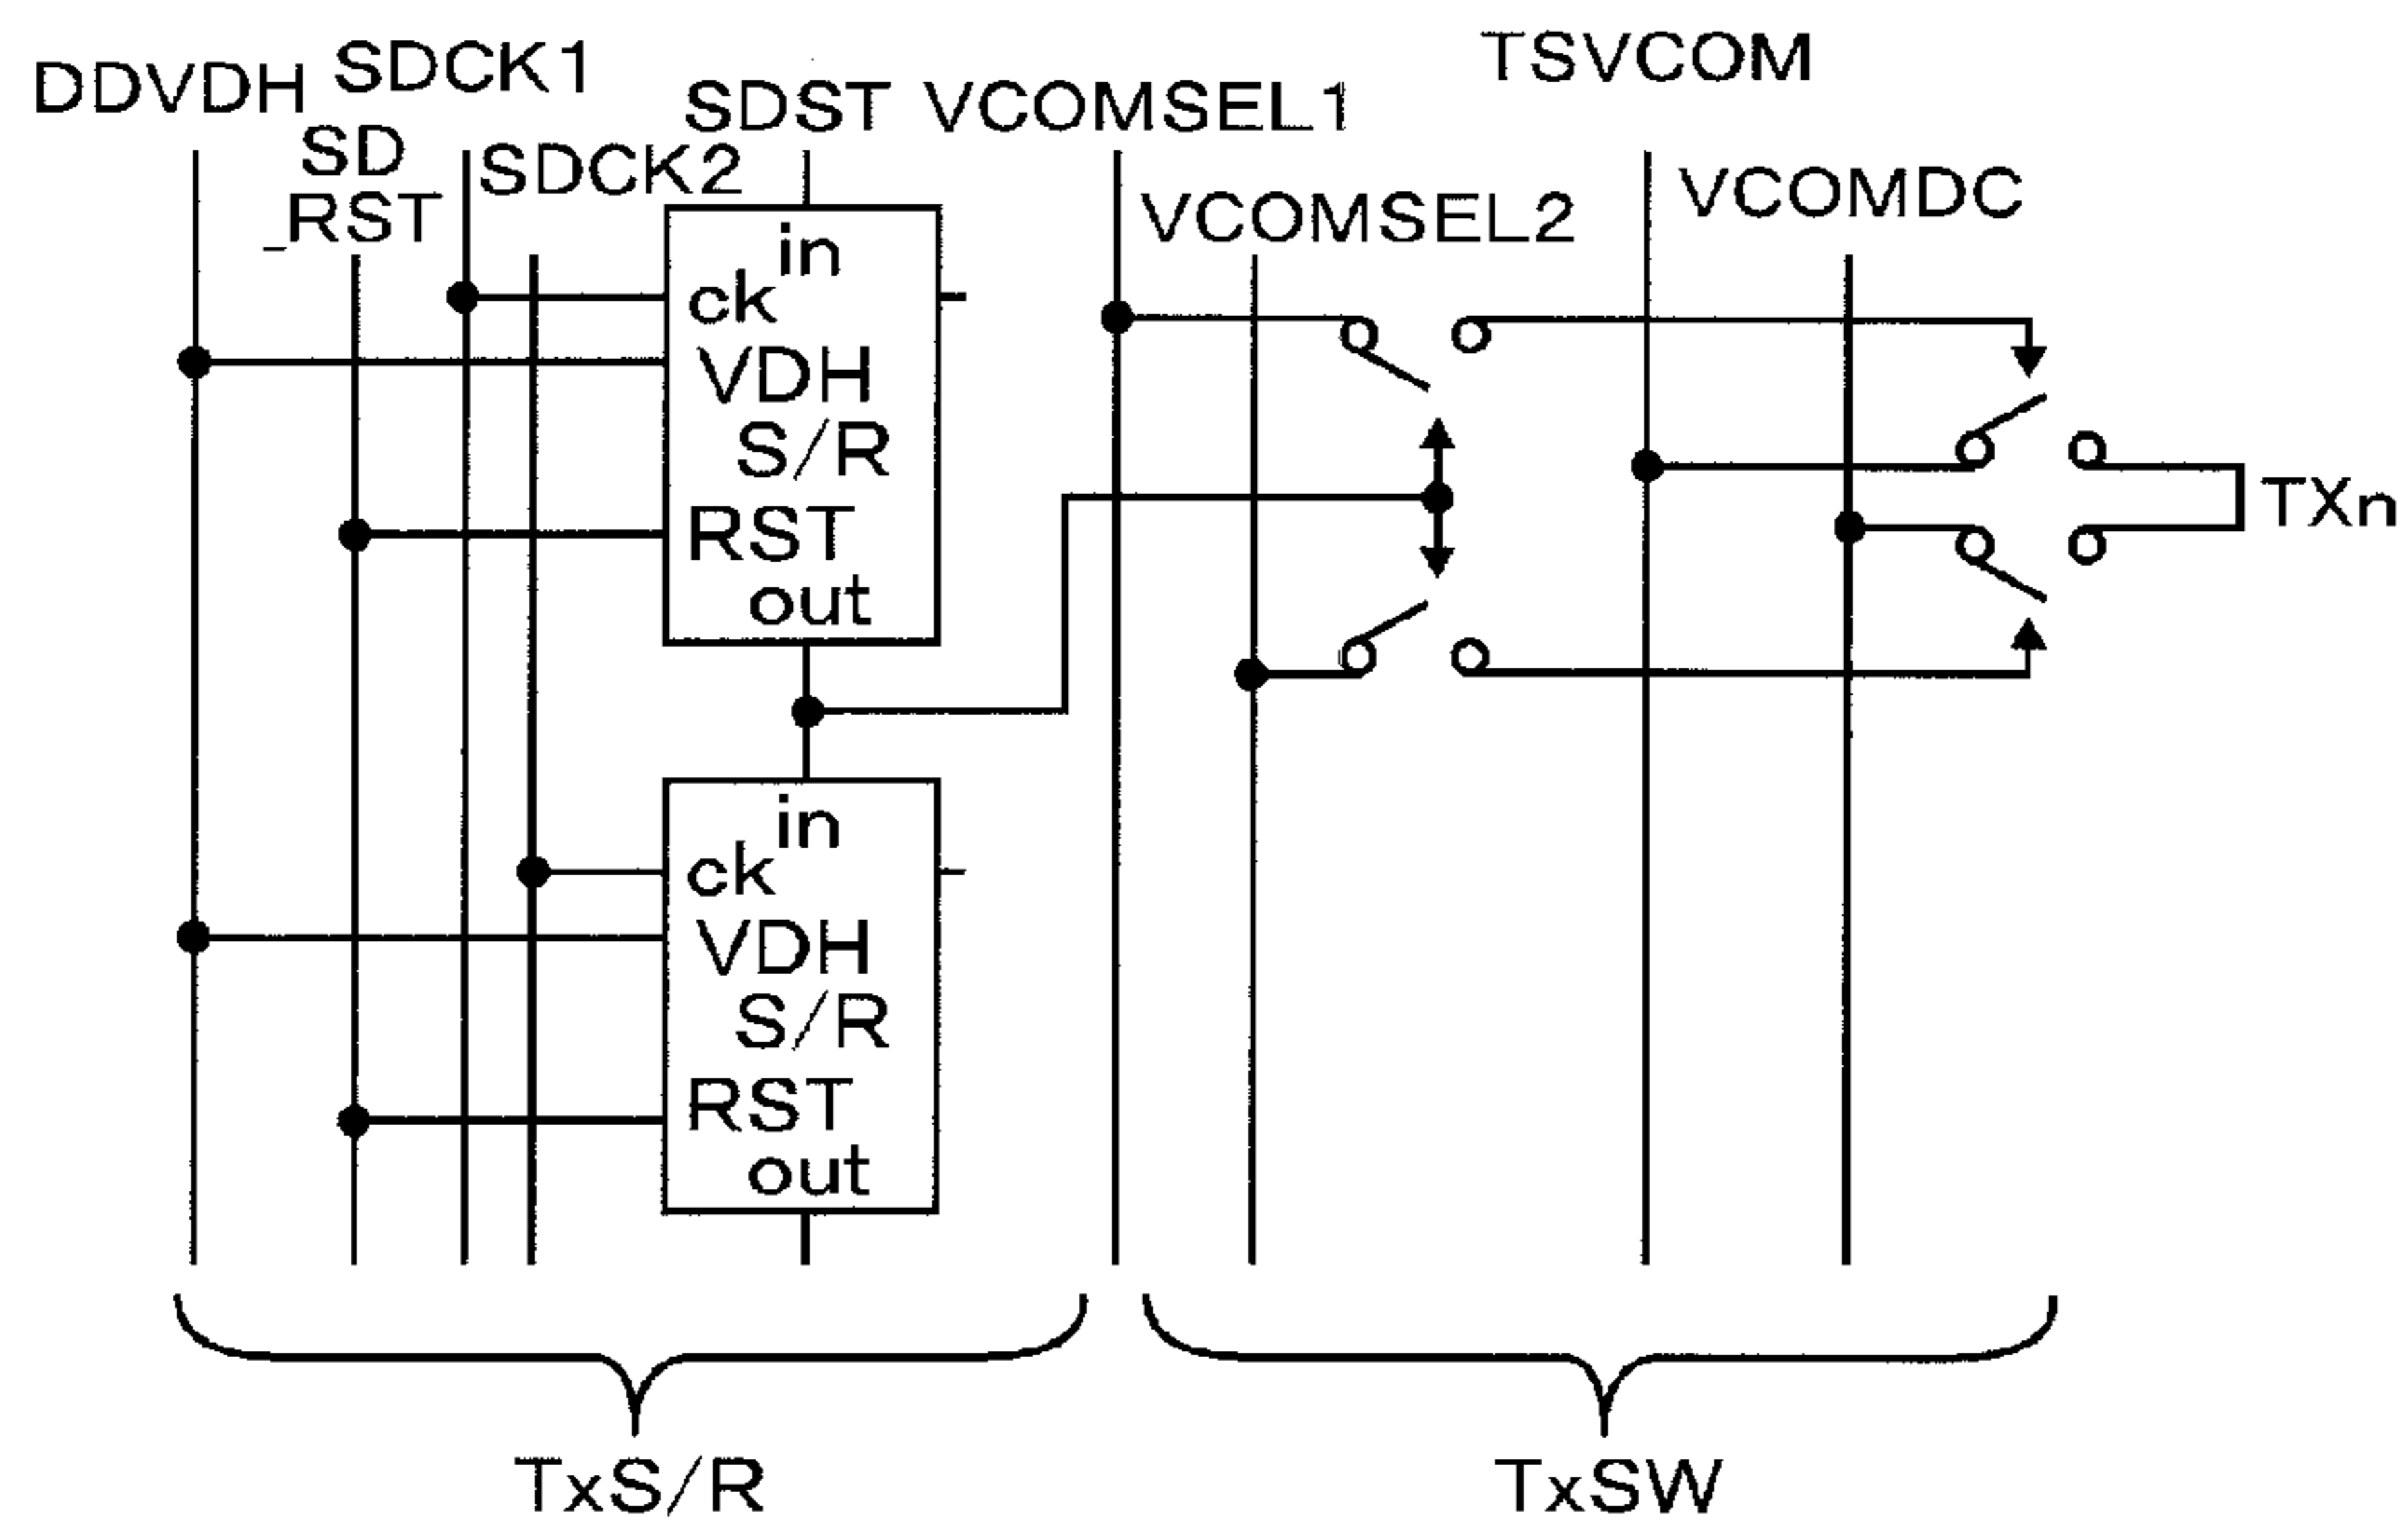 DDVDH
SDCK1
SD
_RST
SDCK2
SDST
VCOMSEL1
VCOMSEL2
TSVCOM
VCOMDC
in
ck
VDH
S/R
RST
out
TXn
in
ck
VDH
S/R
RST
out
TxS/R
TxSW